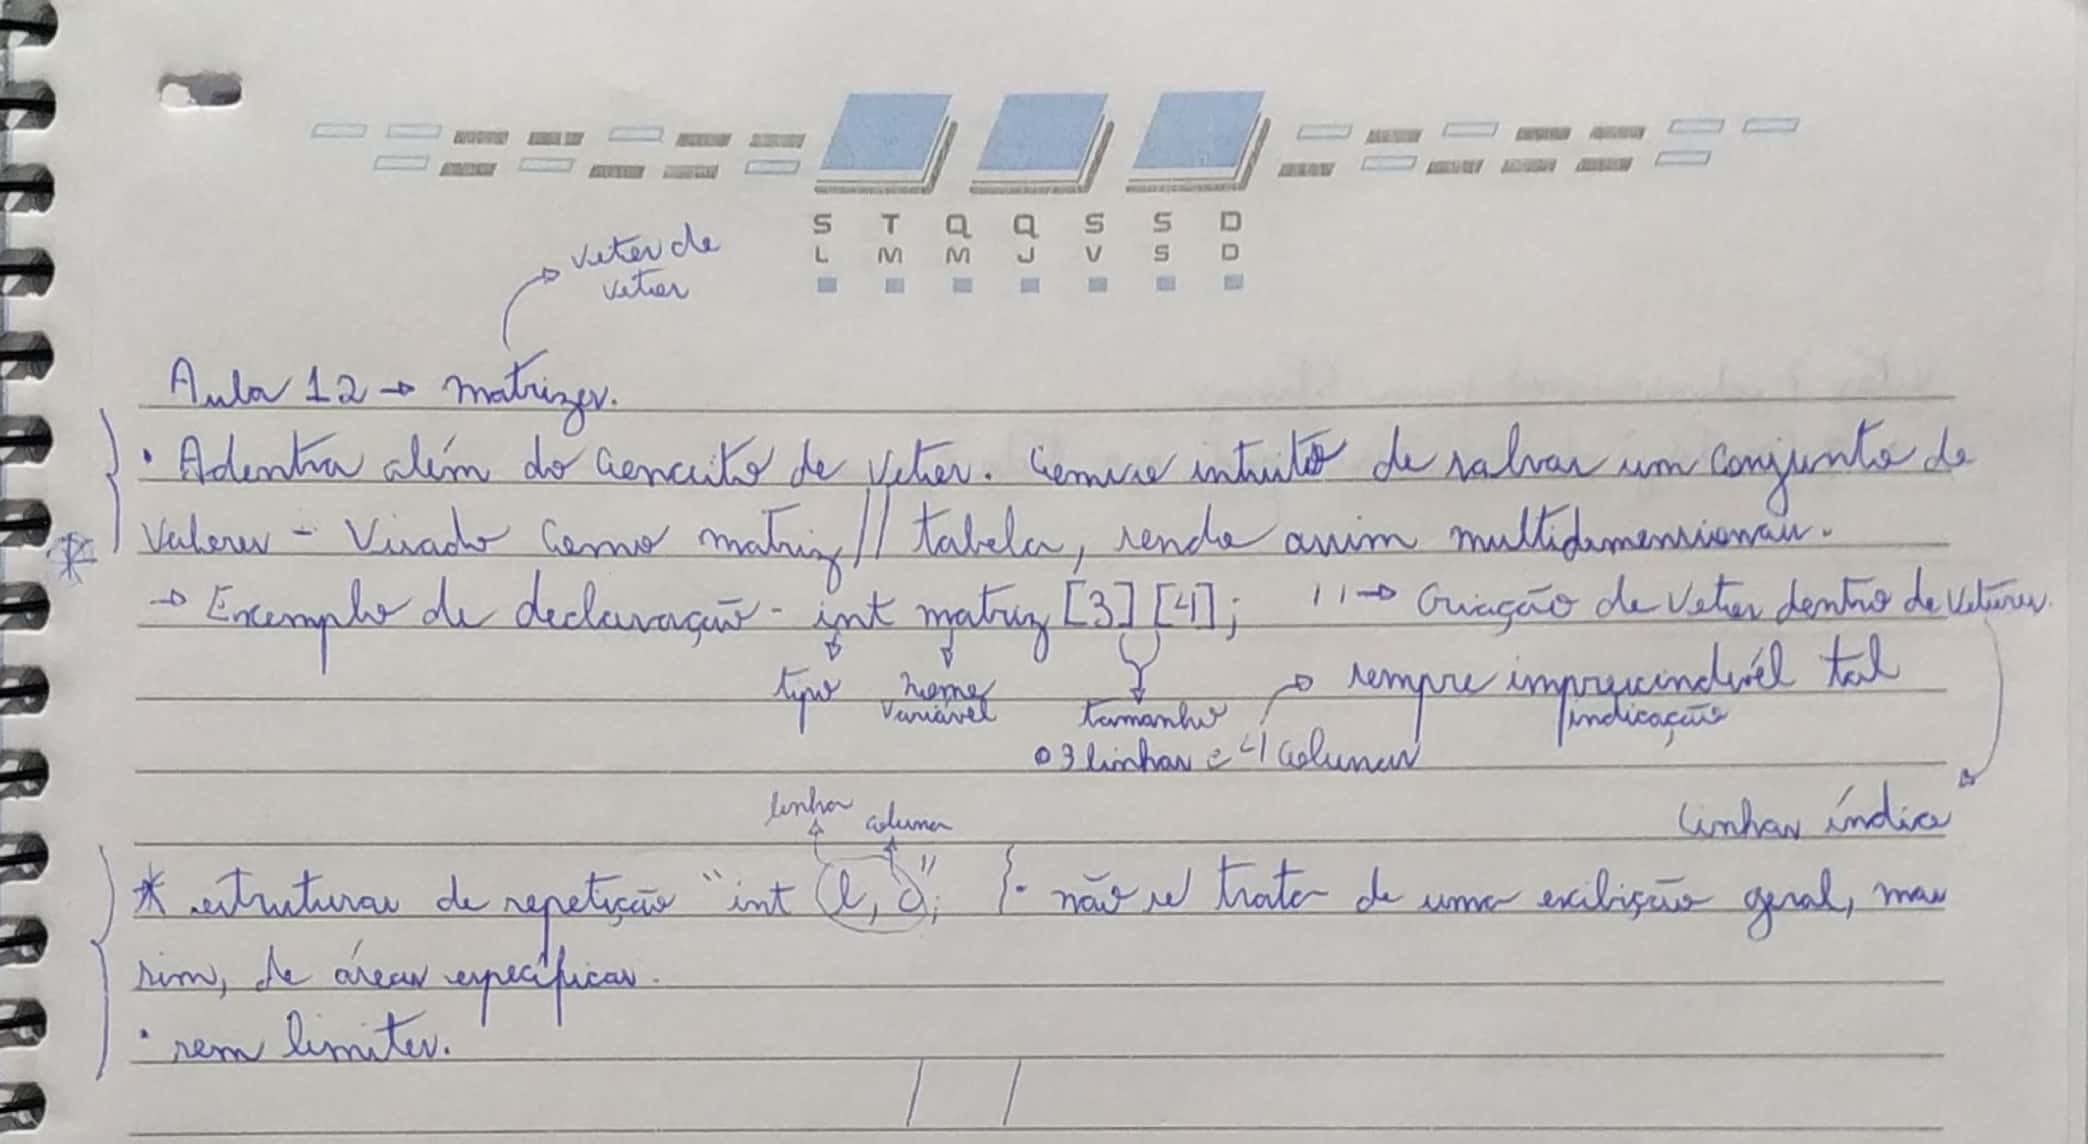 S T Q Q S S D
L M M J V S D
vetor de
vetor
Aula 12 → matrizes.
• Adentra além do conceito de vetor. Com intuito de salvar um conjunto de
valores - Visado como matriz // tabela, sendo assim multidimensionais.
→ Exemplo de declaração - int matriz [3] [4]; 11→ Criação de vetor dentro de vetores.
tipo nome variável tamanho → sempre imprescindível tal indicação
3 linhas e 4 colunas
linhas índice
linha coluna
* estruturas de repetição "int l, c"; }• não se trata de uma exibição geral, mas
sim, de áreas específicas.
• sem limites.